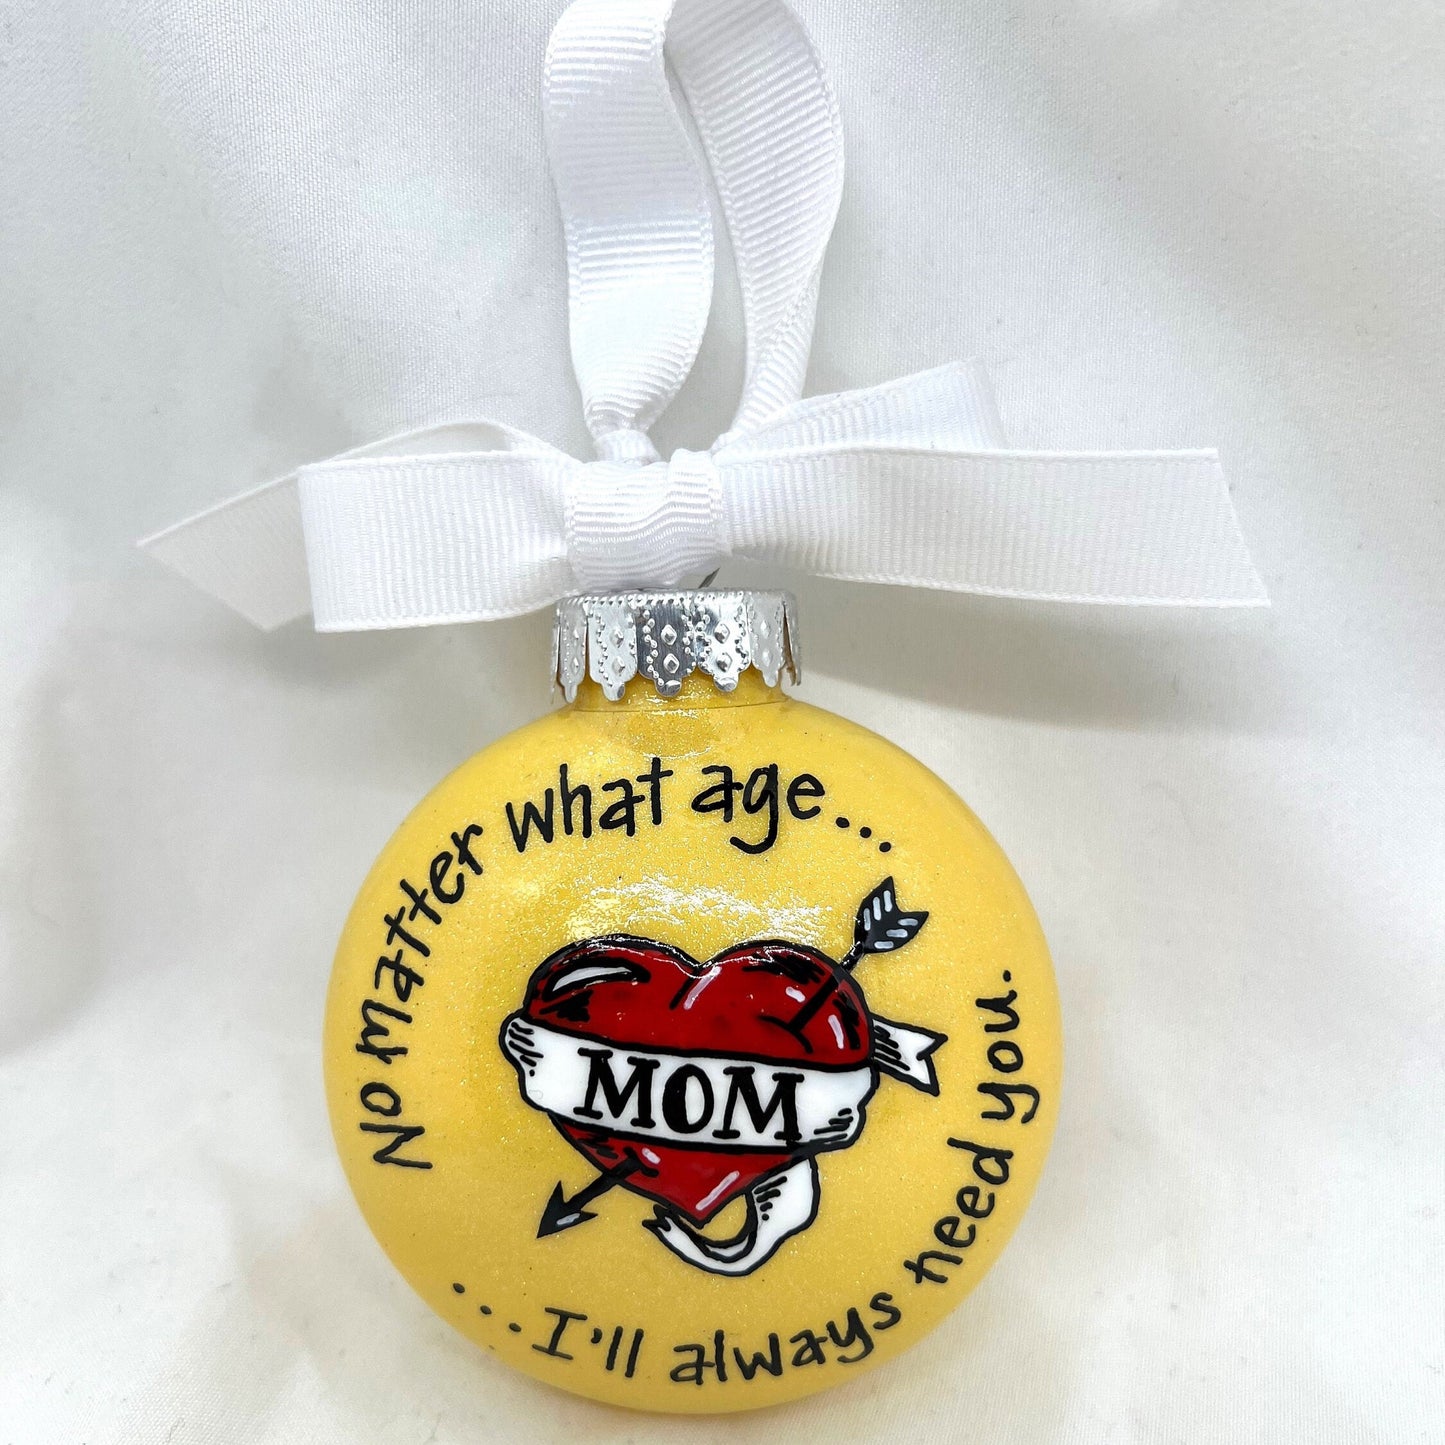 No matter what age...
MOM
...I'll always need you.